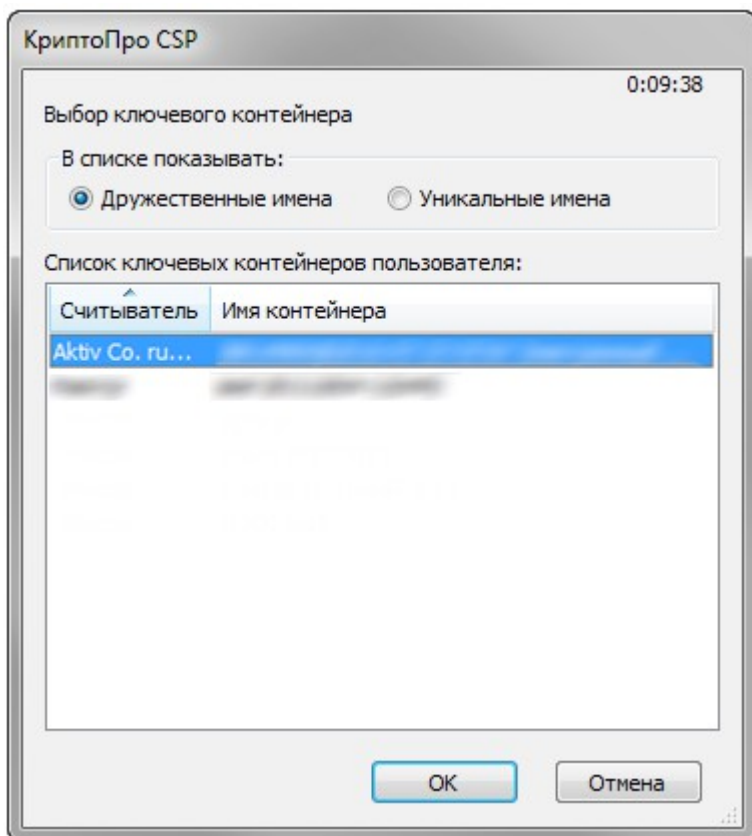 КриптоПро CSP
0:09:38
Выбор ключевого контейнера
В списке показывать:
Дружественные имена Уникальные имена
Список ключевых контейнеров пользователя:
Считыватель Имя контейнера
Aktiv Co. ru...
ОК Отмена